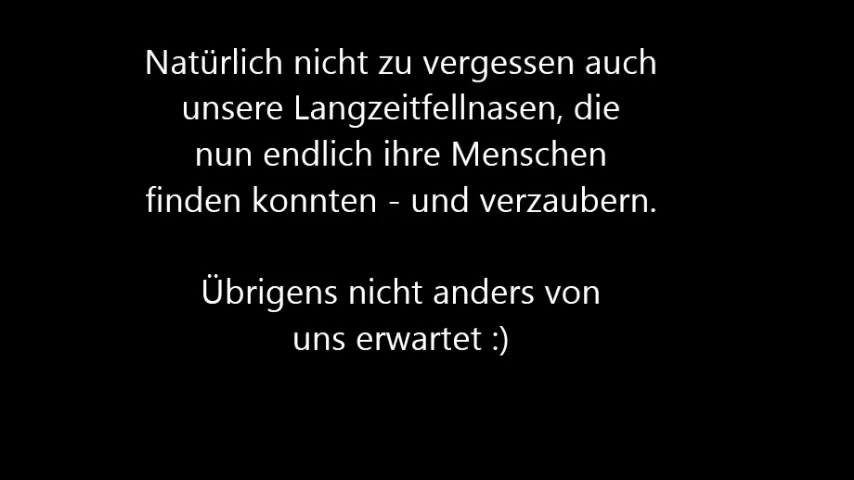 Natürlich nicht zu vergessen auch
unsere Langzeitfellnasen, die
nun endlich ihre Menschen
finden konnten - und verzaubern.
Übrigens nicht anders von
uns erwartet :)